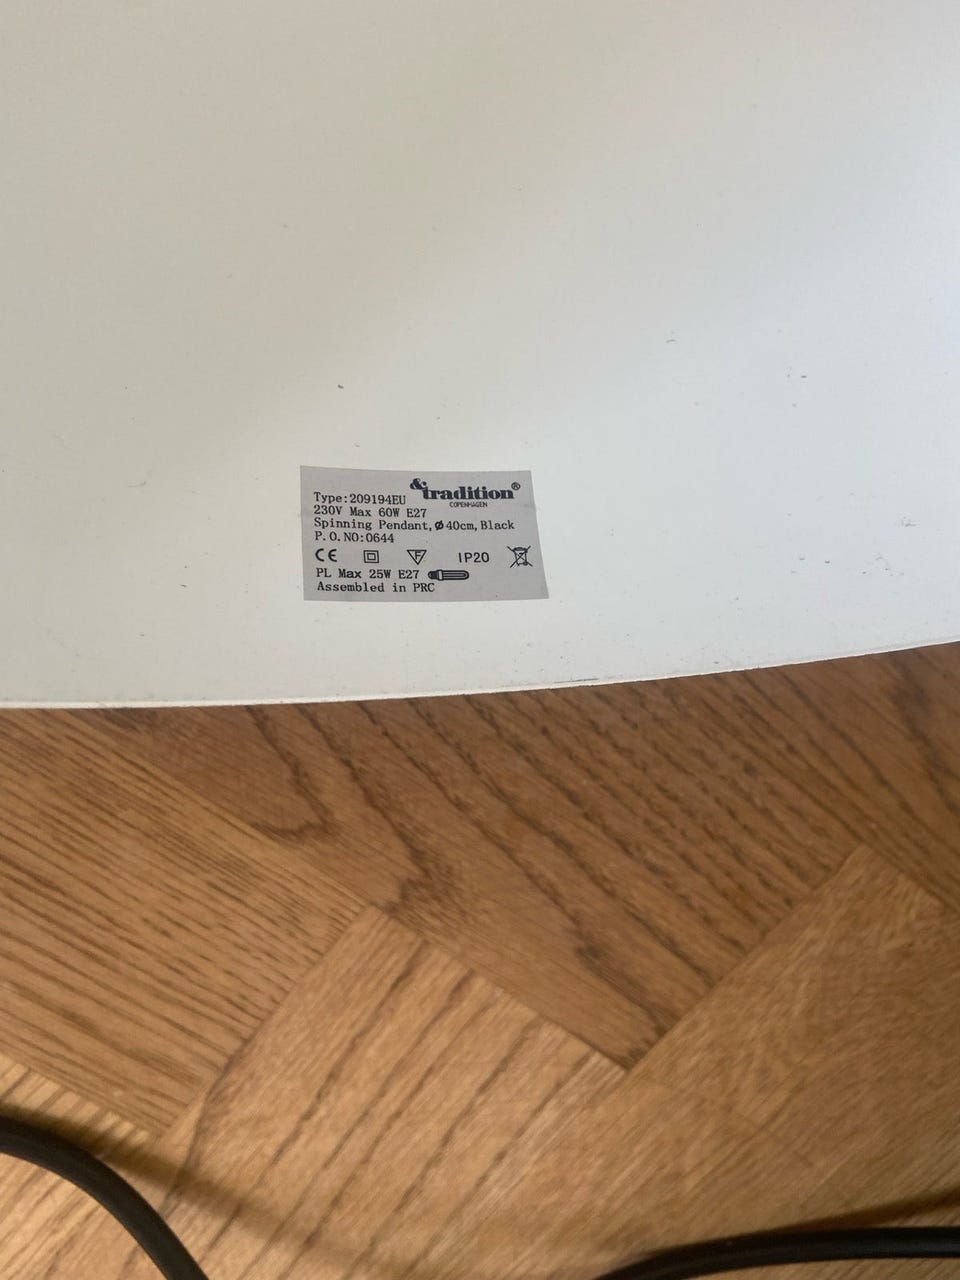 &tradition®
COPENHAGEN
Type:209194EU
230V Max 60W E27
Spinning Pendant,Ø40cm,Black
P.O.NO:0644
CE F IP20
PL Max 25W E27
Assembled in PRC